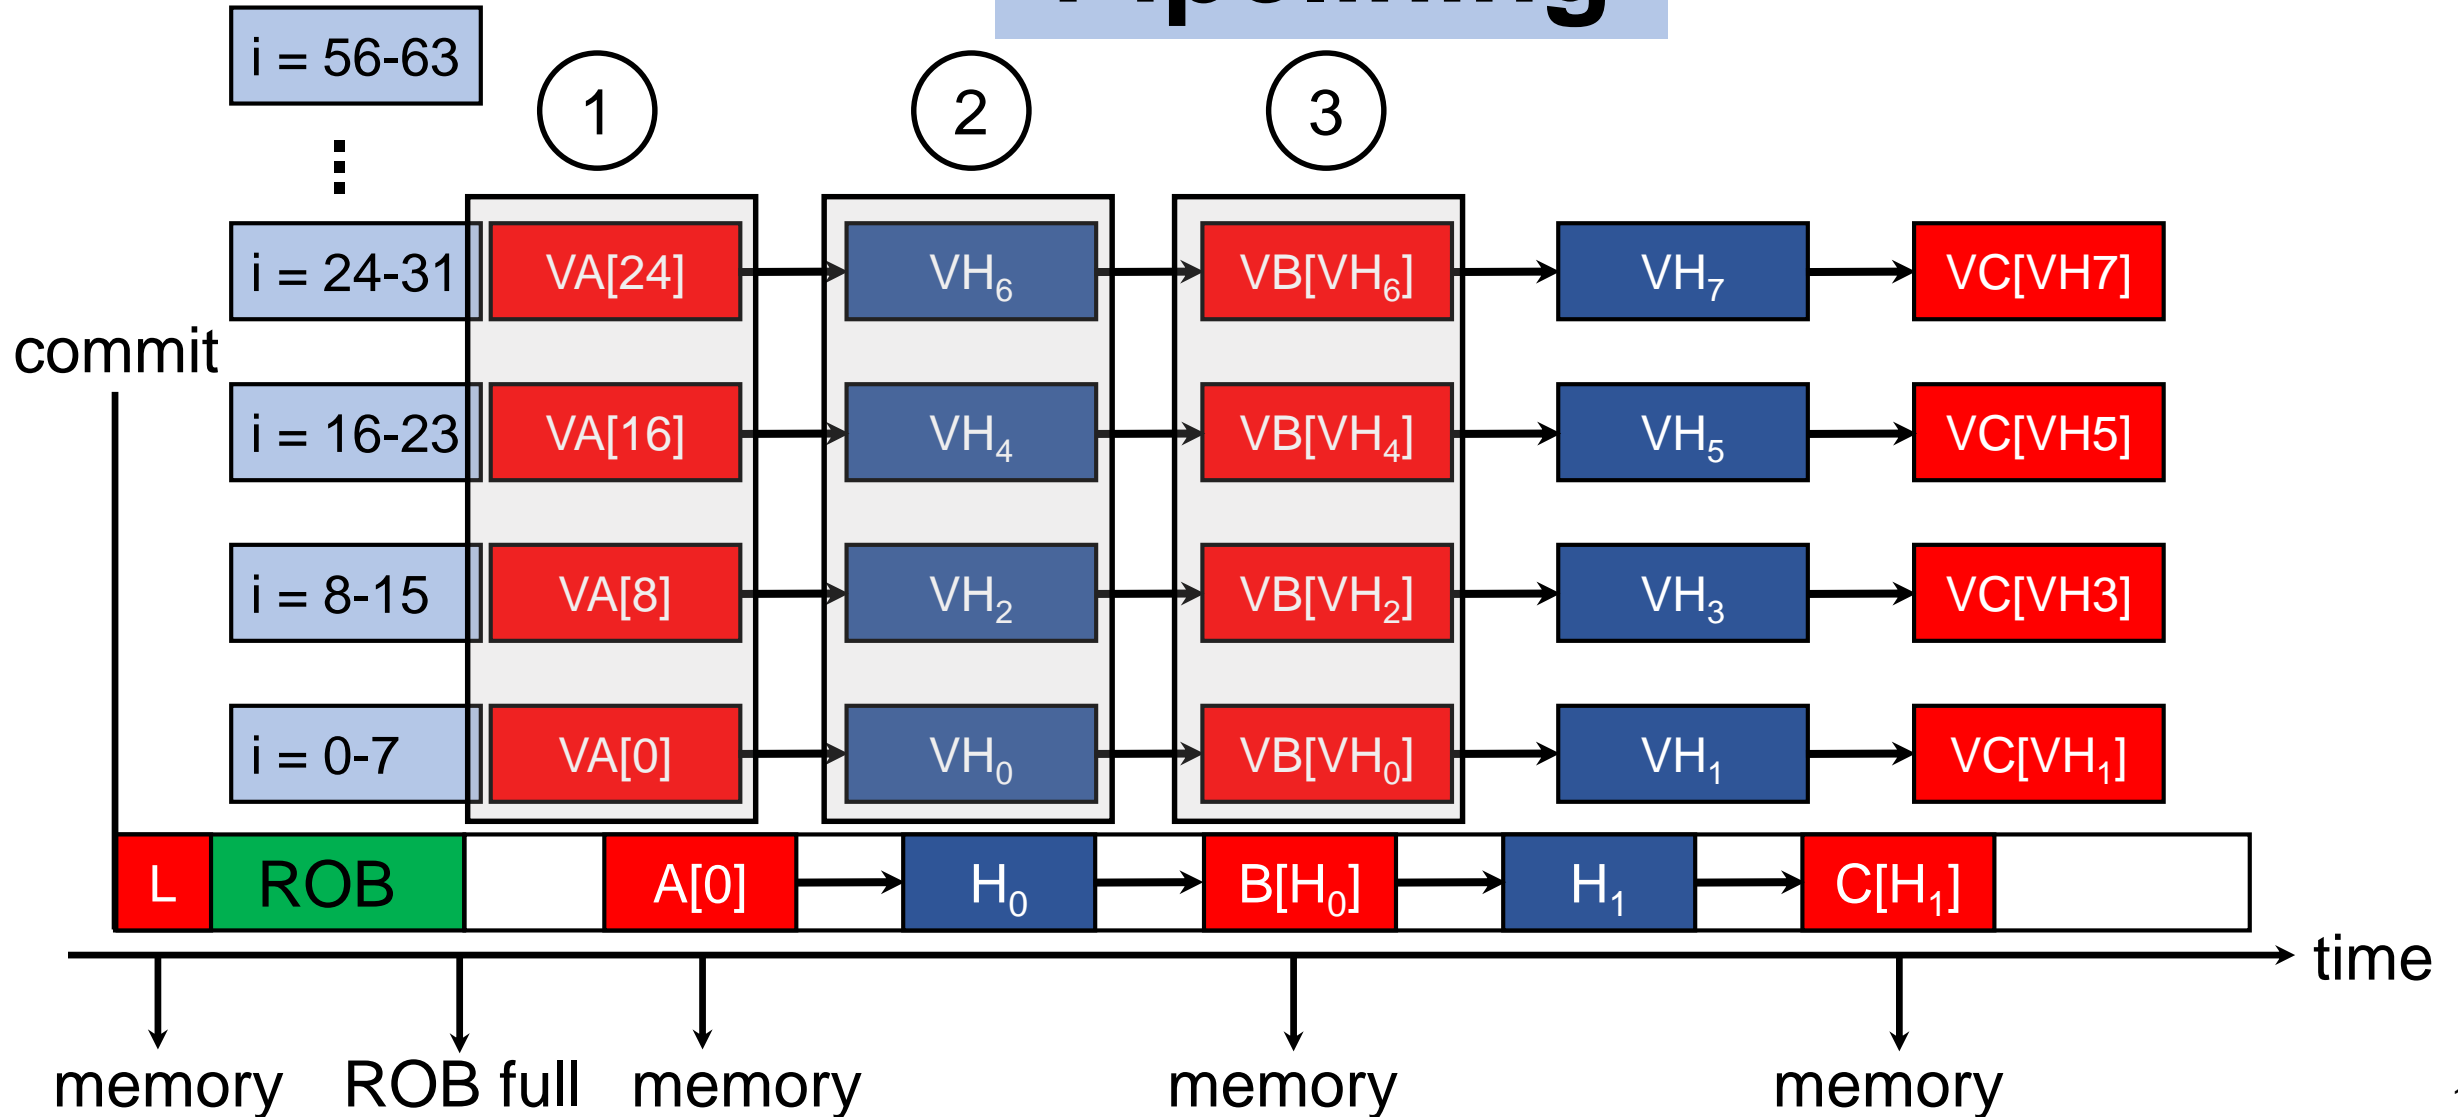 Pipelining
i = 56-63
1
2
3
⋮
i = 24-31
VA[24]
VH₆
VB[VH₆]
VH₇
VC[VH7]
commit
i = 16-23
VA[16]
VH₄
VB[VH₄]
VH₅
VC[VH5]
i = 8-15
VA[8]
VH₂
VB[VH₂]
VH₃
VC[VH3]
i = 0-7
VA[0]
VH₀
VB[VH₀]
VH₁
VC[VH₁]
L
ROB
A[0]
H₀
B[H₀]
H₁
C[H₁]
time
memory
ROB full
memory
memory
memory